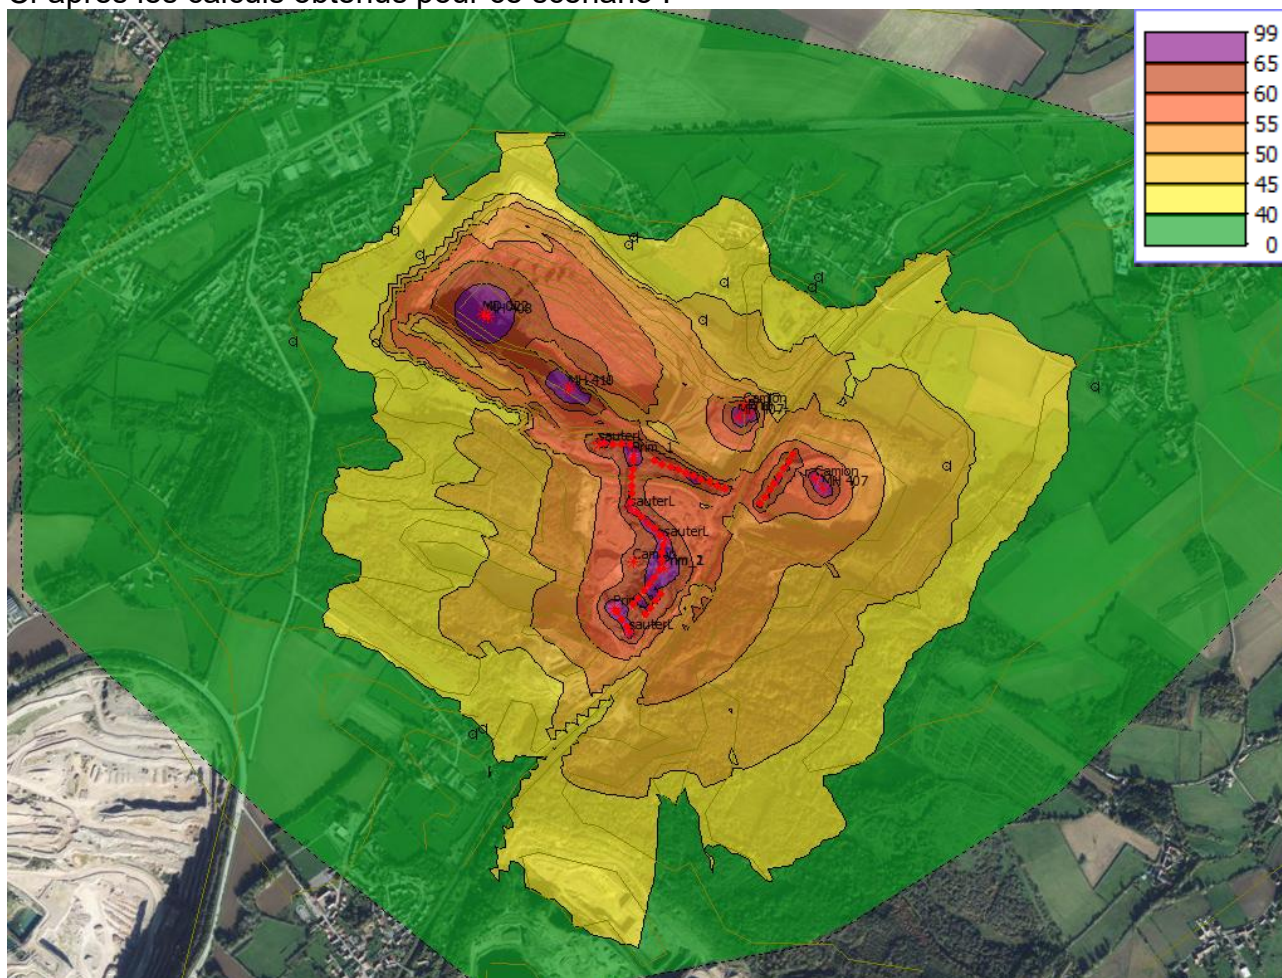 Ci-après les calculs obtenus pour ce scénario :
99
65
60
55
50
45
40
0
MH 410
Camion
sauterL
Prim_1
Camion
MH 407
sauterL
sauterL
Prim_2
sauterL